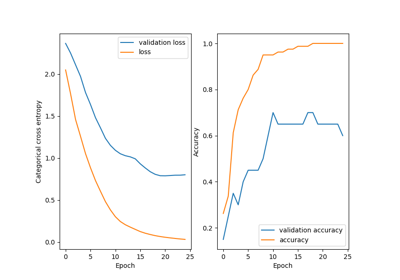 validation loss
loss
Categorical cross entropy
2.0
1.5
1.0
0.5
0.0
0 5 10 15 20 25
Epoch
Accuracy
1.0
0.8
0.6
0.4
0.2
validation accuracy
accuracy
0 5 10 15 20 25
Epoch